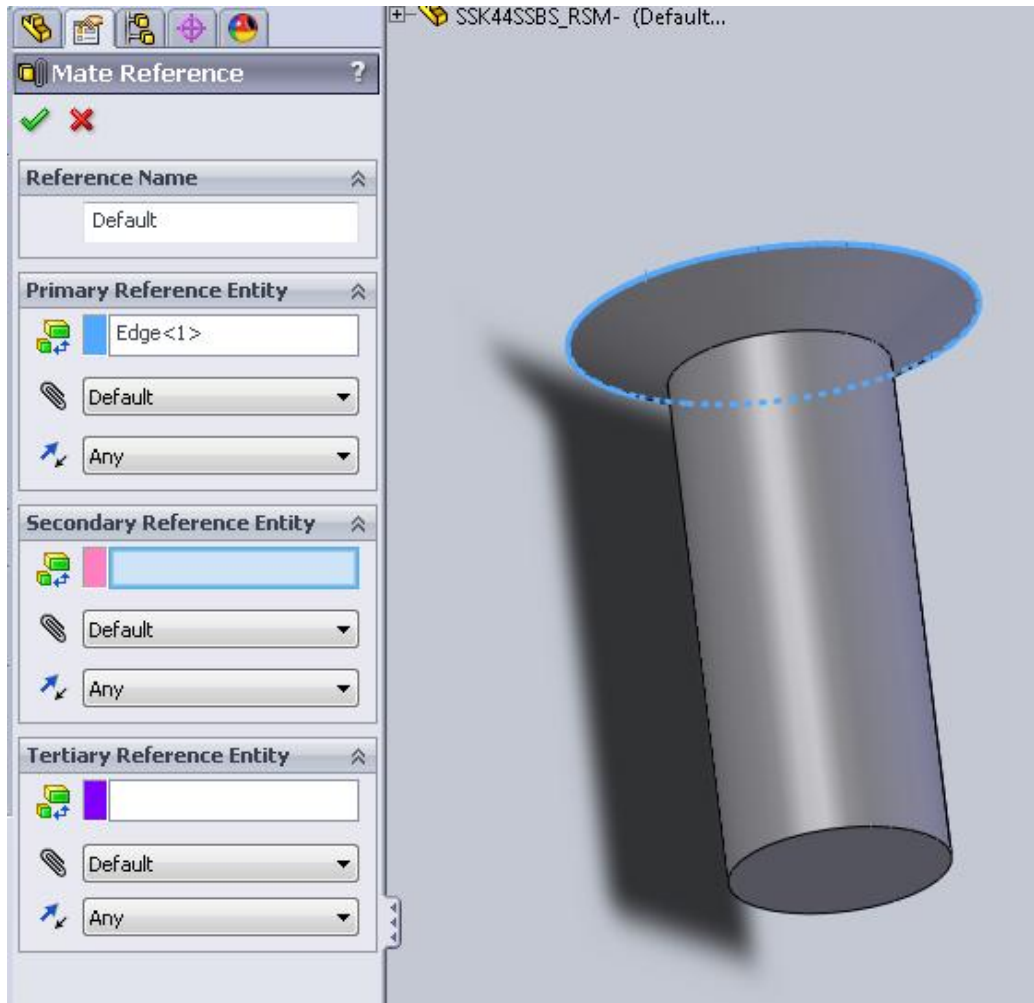 SSK44SSBS_RSM- (Default...
Mate Reference ?
Reference Name
Default
Primary Reference Entity
Edge<1>
Default
Any
Secondary Reference Entity
Default
Any
Tertiary Reference Entity
Default
Any